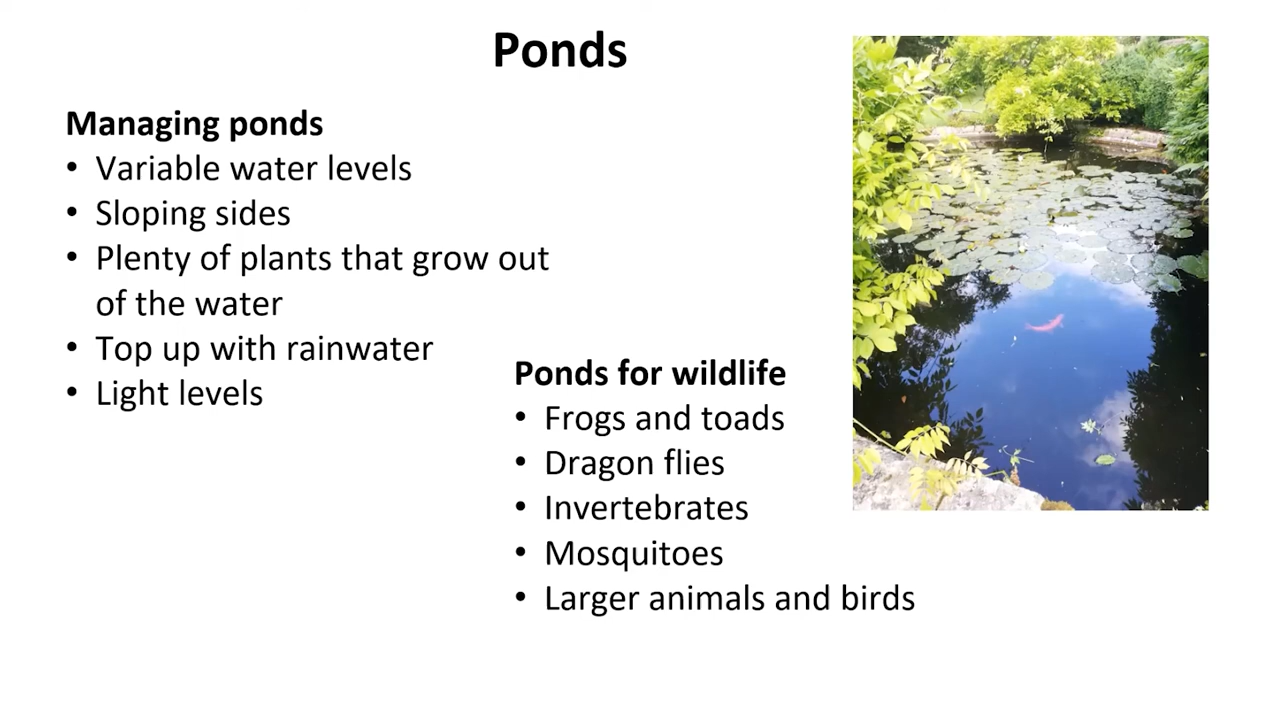 Ponds
Managing ponds
• Variable water levels
• Sloping sides
• Plenty of plants that grow out
of the water
• Top up with rainwater
• Light levels
Ponds for wildlife
• Frogs and toads
• Dragon flies
• Invertebrates
• Mosquitoes
• Larger animals and birds